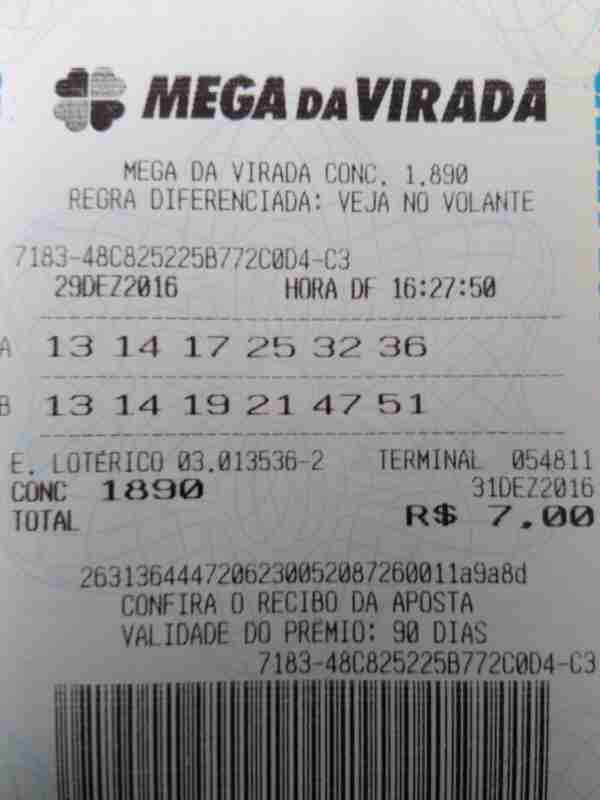 MEGA DA VIRADA
MEGA DA VIRADA CONC. 1.890
REGRA DIFERENCIADA: VEJA NO VOLANTE
7183-48C825225B772C0D4-C3
29DEZ2016 HORA DF 16:27:50
A 13 14 17 25 32 36
B 13 14 19 21 47 51
E. LOTÉRICO 03.013536-2 TERMINAL 054811
CONC 1890 31DEZ2016
TOTAL R$ 7.00
2631364447206230052087260011a9a8d
CONFIRA O RECIBO DA APOSTA
VALIDADE DO PRÊMIO: 90 DIAS
7183-48C825225B772C0D4-C3